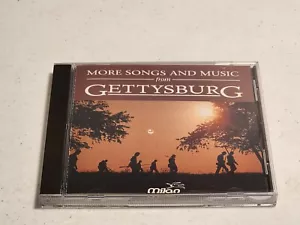 MORE SONGS AND MUSIC
from
GETTYSBURG
milan